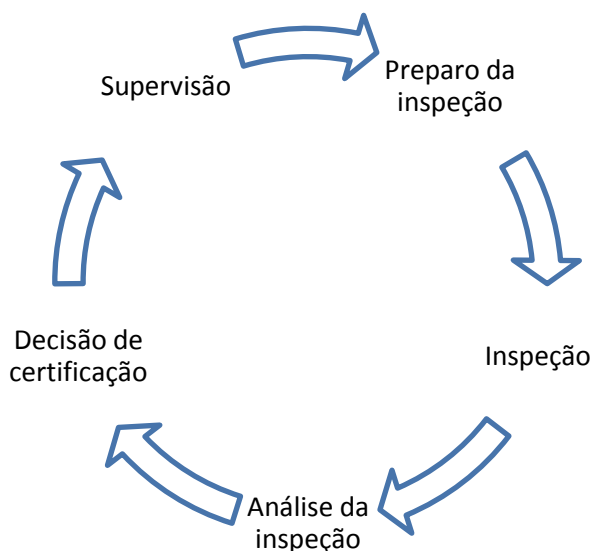 Supervisão
Preparo da
inspeção
Inspeção
Análise da
inspeção
Decisão de
certificação